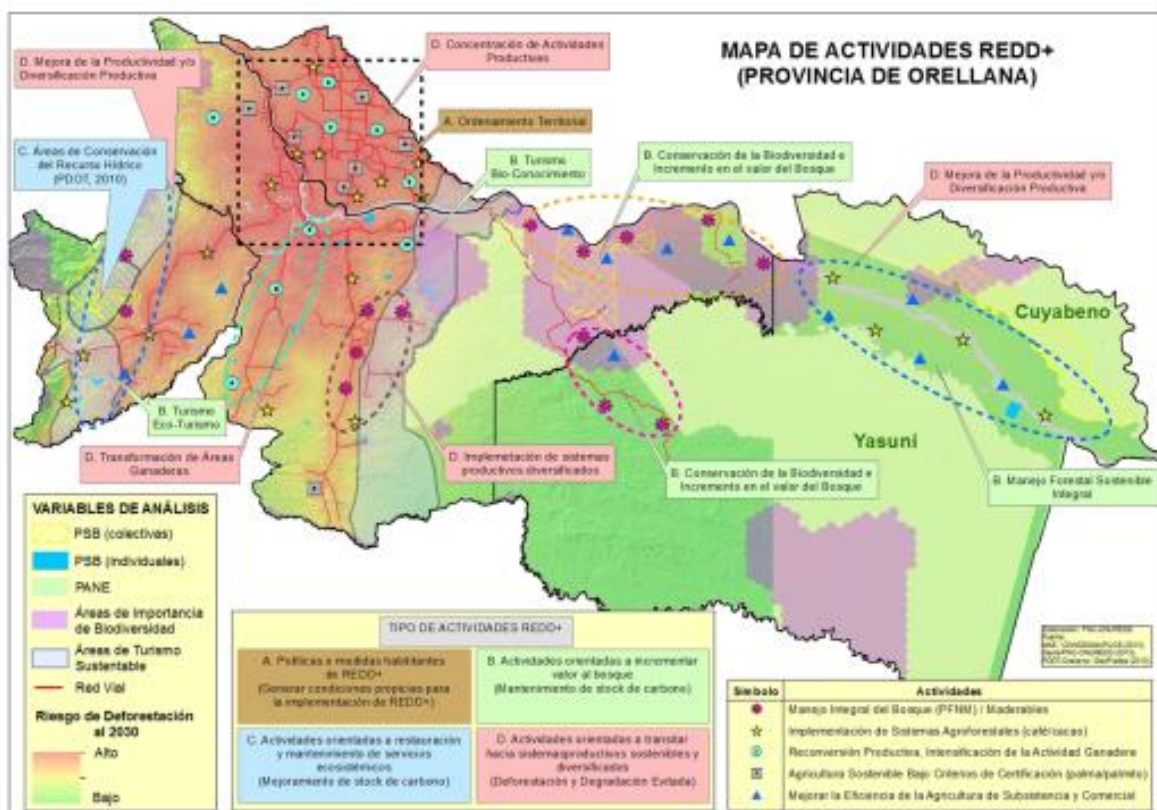 MAPA DE ACTIVIDADES REDD+
(PROVINCIA DE ORELLANA)
D. Mejora de la Productividad y/o
Diversificación Productiva
D. Concentración de Actividades
Productivas
A. Ordenamiento Territorial
C. Áreas de Conservación
del Recurso Hídrico
(PDOT, 2010)
B. Turismo
Bio-Conocimiento
B. Conservación de la Biodiversidad e
Incremento en el valor del Bosque
D. Mejora de la Productividad y/o
Diversificación Productiva
Cuyabeno
Yasuní
B. Turismo
Eco-Turismo
D. Transformación de Áreas
Ganaderas
D. Implemetación de sistemas
productivos diversificados
B. Conservación de la Biodiversidad e
Incremento en el valor del Bosque
B. Manejo Forestal Sostenible
Integral
VARIABLES DE ANÁLISIS
PSB (colectivas)
PSB (individuales)
PANE
Áreas de Importancia
de Biodiversidad
Áreas de Turismo
Sustentable
Red Vial
Riesgo de Deforestación
al 2030
Alto
Bajo
TIPO DE ACTIVIDADES REDD+
A. Políticas o medidas habilitantes
de REDD+
(Generar condiciones propicias para
la implementación de REDD+)
B. Actividades orientadas a incrementar
valor al bosque
(Mantenimiento de stock de carbono)
C. Actividades orientadas a restauración
y mantenimiento de servicios
ecosistémicos
(Mejoramiento de stock de carbono)
D. Actividades orientadas a transitar
hacia sistemas productivos sostenibles y
diversificados
(Deforestación y Degradación Evitada)
Símbolo Actividades
Manejo Integral del Bosque (PFNM) / Maderables
Implementación de Sistemas Agroforestales (café/cacao)
Reconversión Productiva, Intensificación de la Actividad Ganadera
Agricultura Sostenible Bajo Criterios de Certificación (palma/palmito)
Mejorar la Eficiencia de la Agricultura de Subsistencia y Comercial